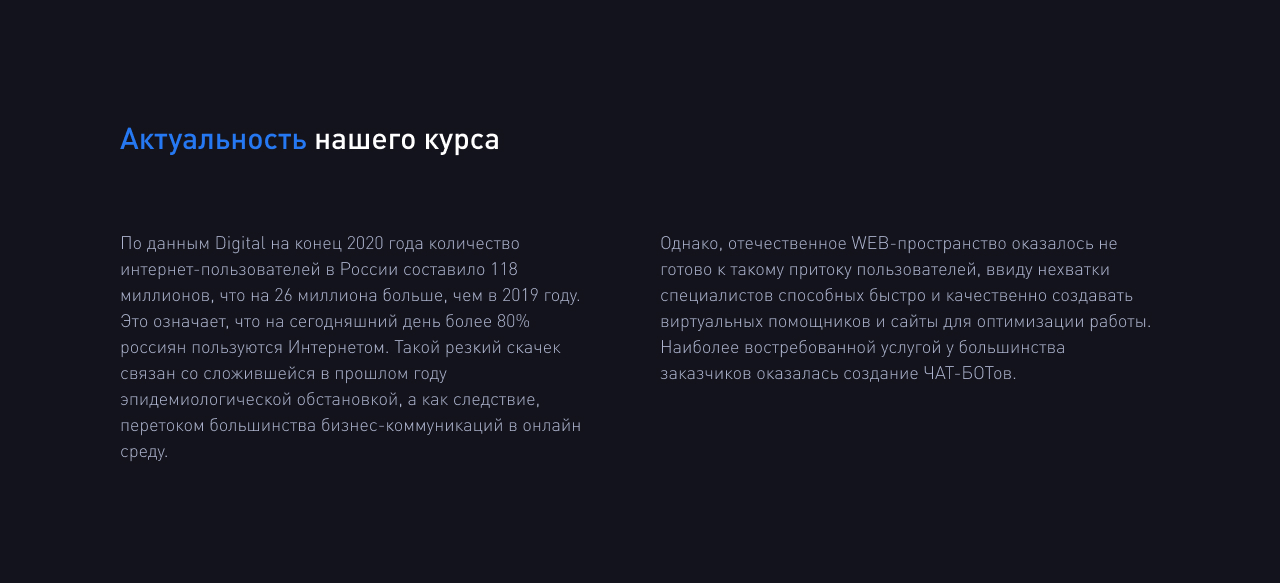 Актуальность нашего курса
По данным Digital на конец 2020 года количество
интернет-пользователей в России составило 118
миллионов, что на 26 миллиона больше, чем в 2019 году.
Это означает, что на сегодняшний день более 80%
россиян пользуются Интернетом. Такой резкий скачек
связан со сложившейся в прошлом году
эпидемиологической обстановкой, а как следствие,
перетоком большинства бизнес-коммуникаций в онлайн
среду.
Однако, отечественное WEB-пространство оказалось не
готово к такому притоку пользователей, ввиду нехватки
специалистов способных быстро и качественно создавать
виртуальных помощников и сайты для оптимизации работы.
Наиболее востребованной услугой у большинства
заказчиков оказалась создание ЧАТ-БОТов.